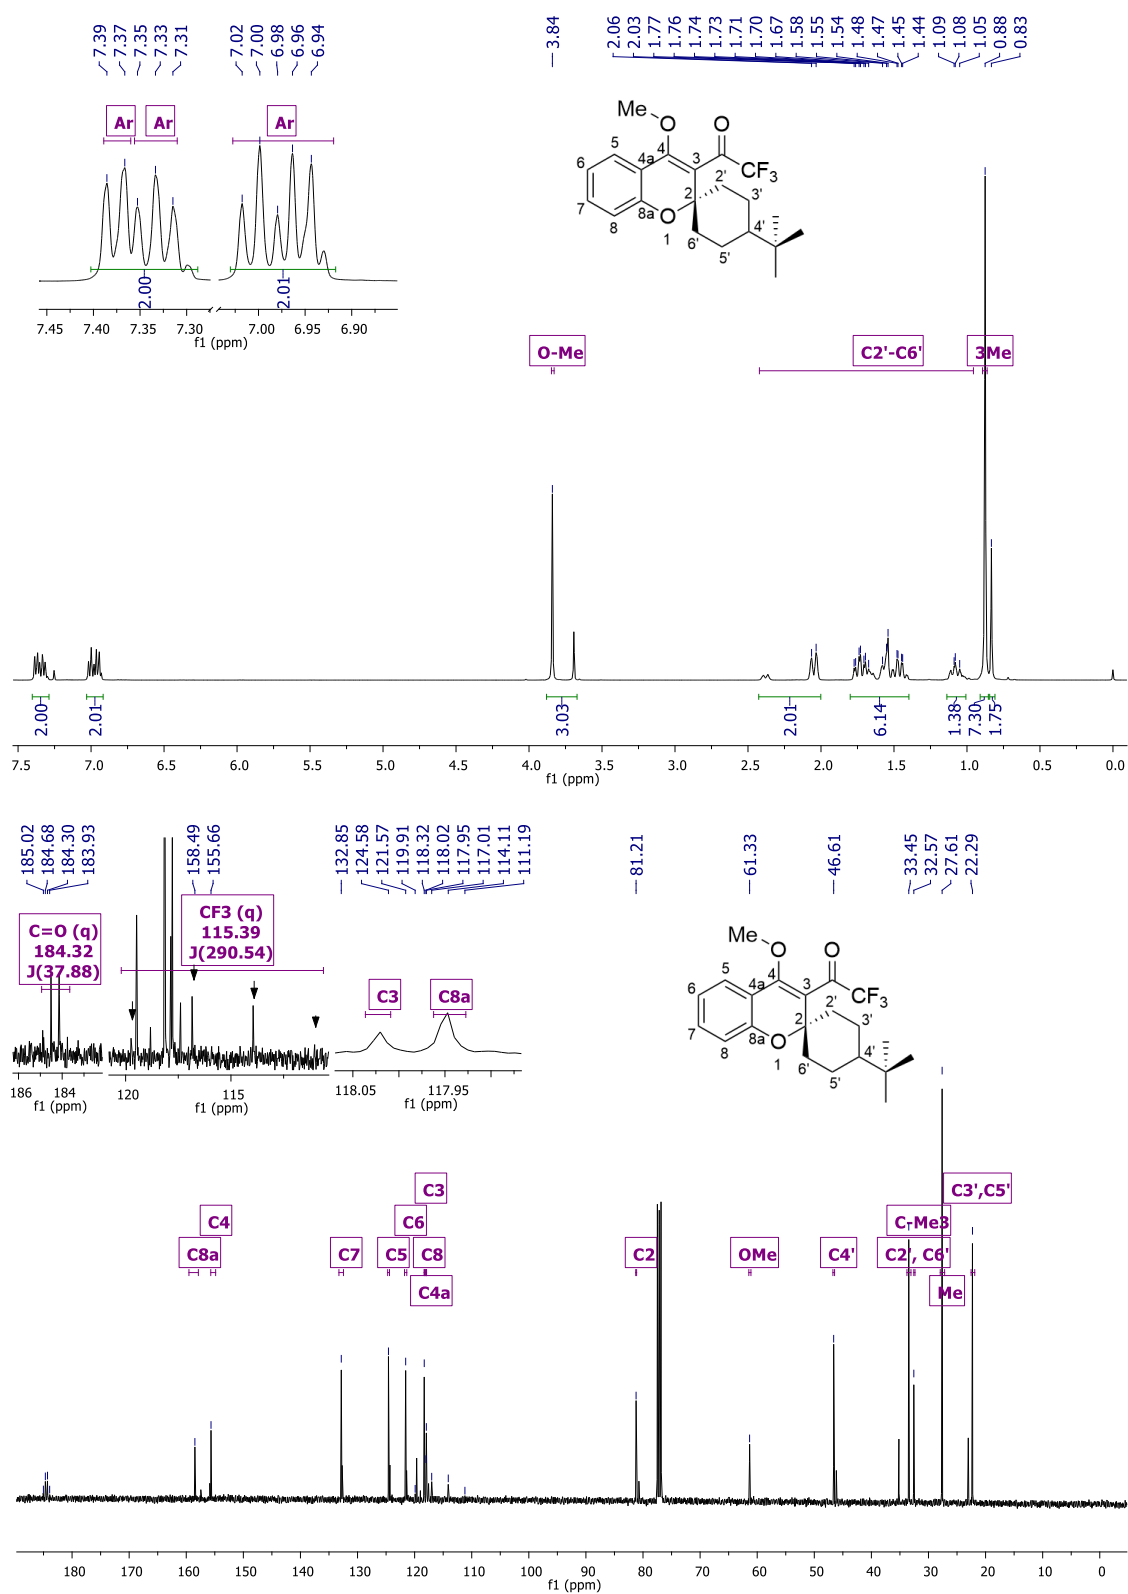 7.39 7.37 7.35 7.33 7.31 7.02 7.00 6.98 6.96 6.94 3.84 2.06 2.03 1.77 1.76 1.74 1.73 1.71 1.70 1.67 1.58 1.55 1.54 1.48 1.47 1.45 1.44 1.09 1.08 1.05 0.88 0.83
Ar Ar Ar
2.00 2.01
7.45 7.40 7.35 7.30 7.00 6.95 6.90
f1 (ppm)
Me O O
5 4 CF3
6 4a 3
2' 3'
7 2 4'
8 8a O
1 6' 5'
O-Me C2'-C6' 3Me
2.00 2.01 3.03 2.01 6.14 1.38 7.30 1.75
7.5 7.0 6.5 6.0 5.5 5.0 4.5 4.0 3.5 3.0 2.5 2.0 1.5 1.0 0.5 0.0
f1 (ppm)
185.02 184.68 184.30 183.93 158.49 155.66 132.85 124.58 121.57 119.91 118.32 118.02 117.95 117.01 114.11 111.19 81.21 61.33 46.61 33.45 32.57 27.61 22.29
C=O (q)
184.32
J(37.88)
CF3 (q)
115.39
J(290.54)
C3 C8a
186 184
f1 (ppm)
120 115
f1 (ppm)
118.05 117.95
f1 (ppm)
Me O O
5 4 CF3
6 4a 3
2' 3'
7 2 4'
8 8a O
1 6' 5'
C3 C3',C5'
C4 C6 C-Me3
C8a C7 C5 C8 C2 OMe C4' C2', C6'
C4a Me
180 170 160 150 140 130 120 110 100 90 80 70 60 50 40 30 20 10 0
f1 (ppm)